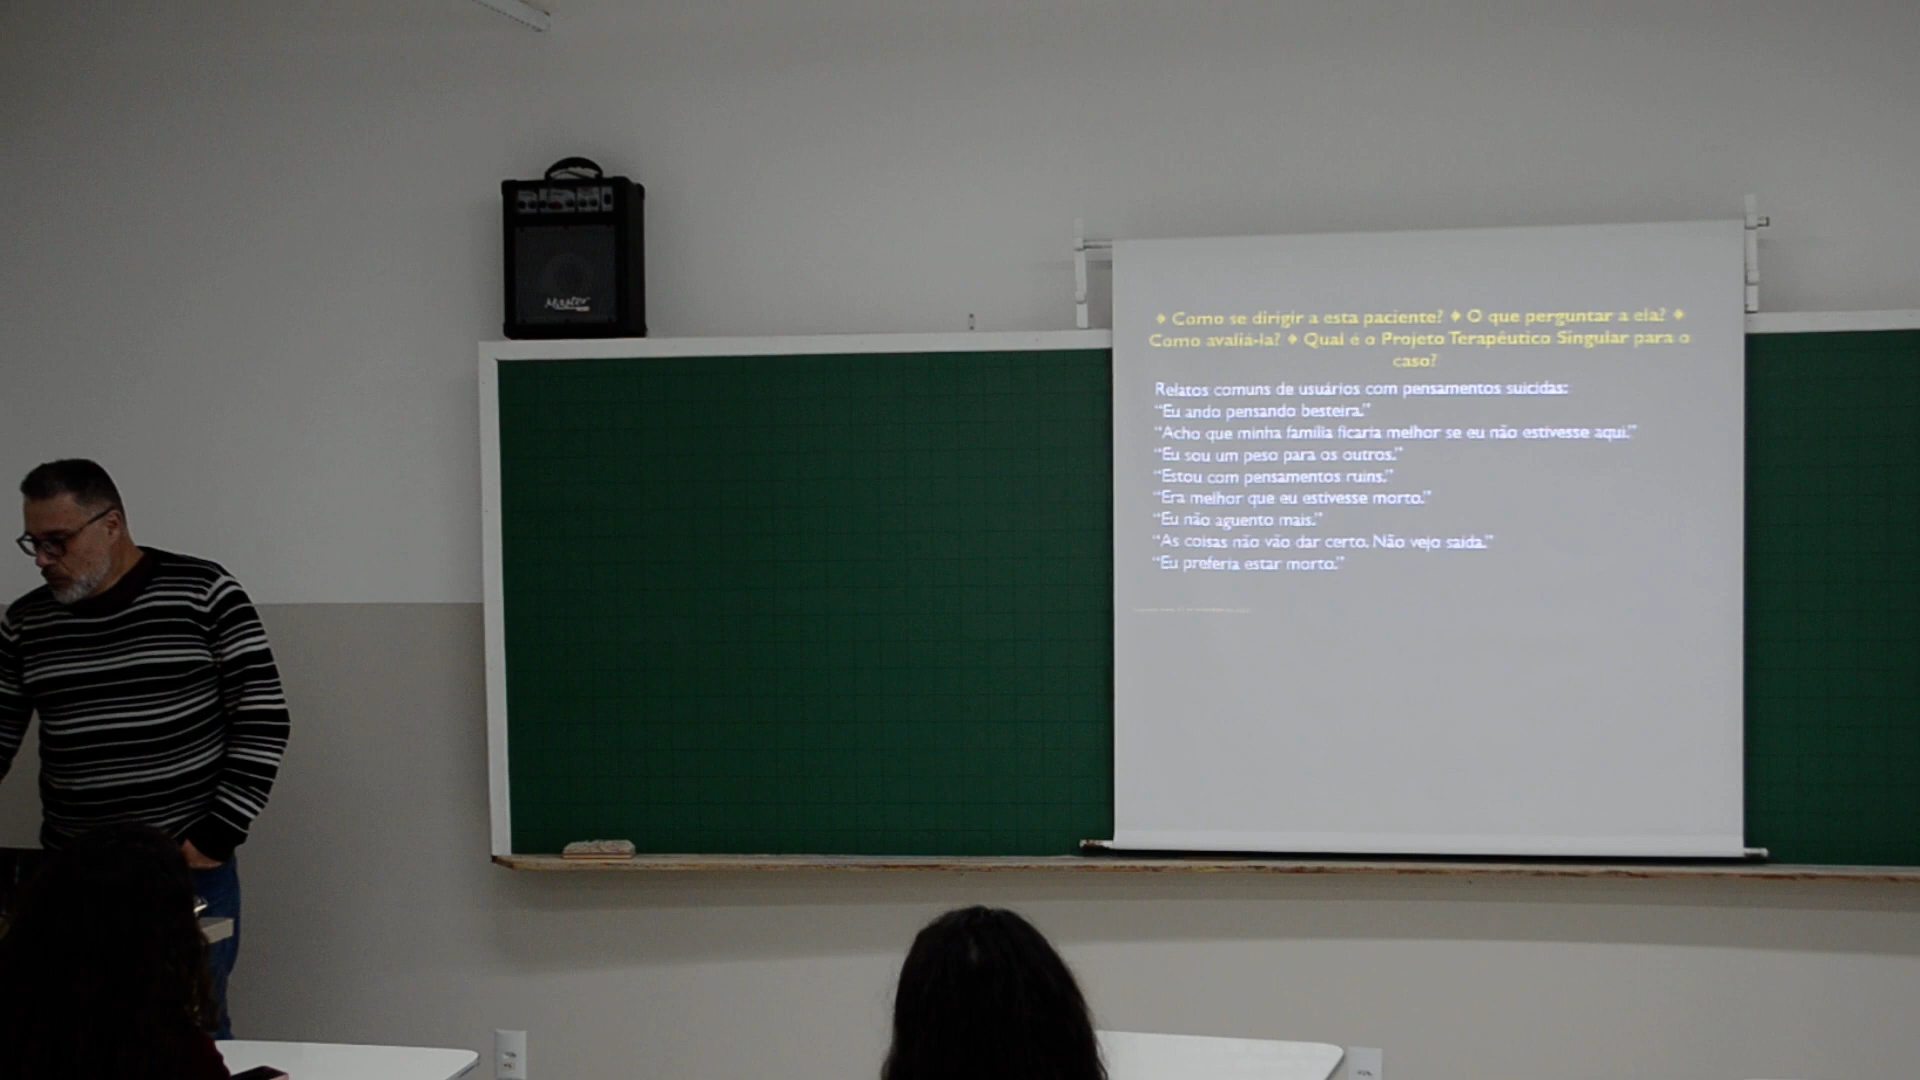 Master
♦ Como se dirigir a esta paciente? ♦ O que perguntar a ela? ♦
Como avaliá-la? ♦ Qual é o Projeto Terapêutico Singular para o
caso?
Relatos comuns de usuários com pensamentos suicidas:
“Eu ando pensando besteira.”
“Acho que minha família ficaria melhor se eu não estivesse aqui.”
“Eu sou um peso para os outros.”
“Estou com pensamentos ruins.”
“Era melhor que eu estivesse morto.”
“Eu não aguento mais.”
“As coisas não vão dar certo. Não vejo saída.”
“Eu preferia estar morto.”